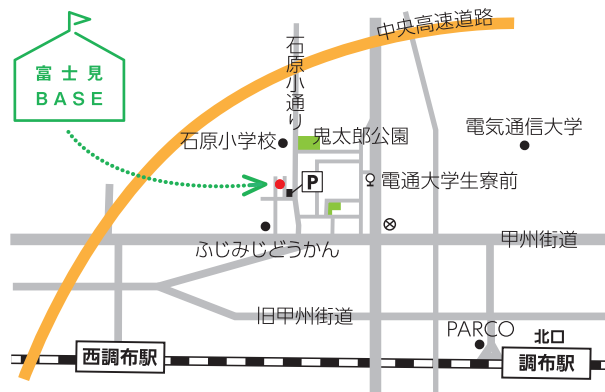 中央高速道路
石原小通り
富士見
BASE
石原小学校
鬼太郎公園
電気通信大学
P
電通大学生寮前
ふじみじどうかん
甲州街道
旧甲州街道
PARCO
北口
西調布駅
調布駅